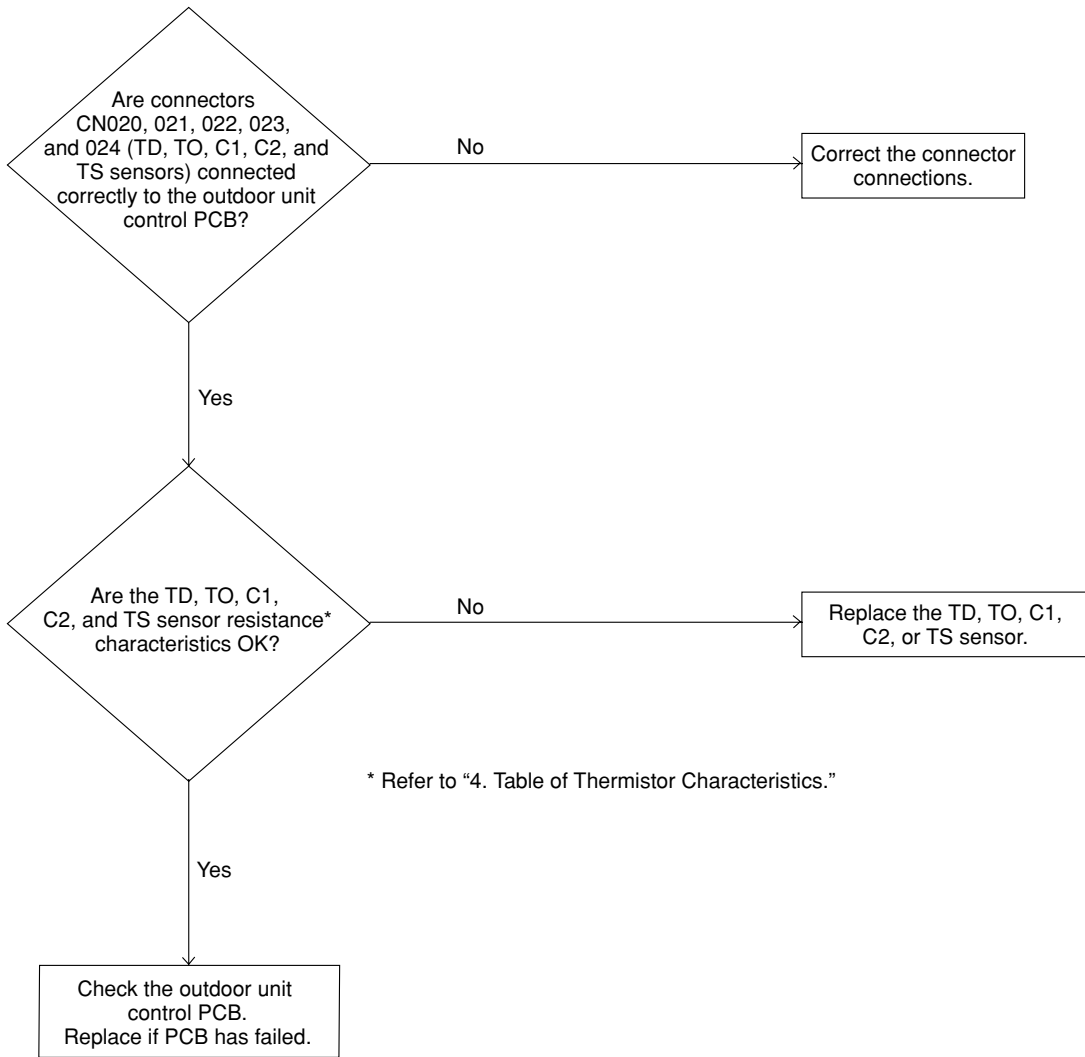 Are connectors
CN020, 021, 022, 023,
and 024 (TD, TO, C1, C2, and
TS sensors) connected
correctly to the outdoor unit
control PCB?
No
Correct the connector
connections.
Yes
Are the TD, TO, C1,
C2, and TS sensor resistance*
characteristics OK?
No
Replace the TD, TO, C1,
C2, or TS sensor.
* Refer to “4. Table of Thermistor Characteristics.”
Yes
Check the outdoor unit
control PCB.
Replace if PCB has failed.